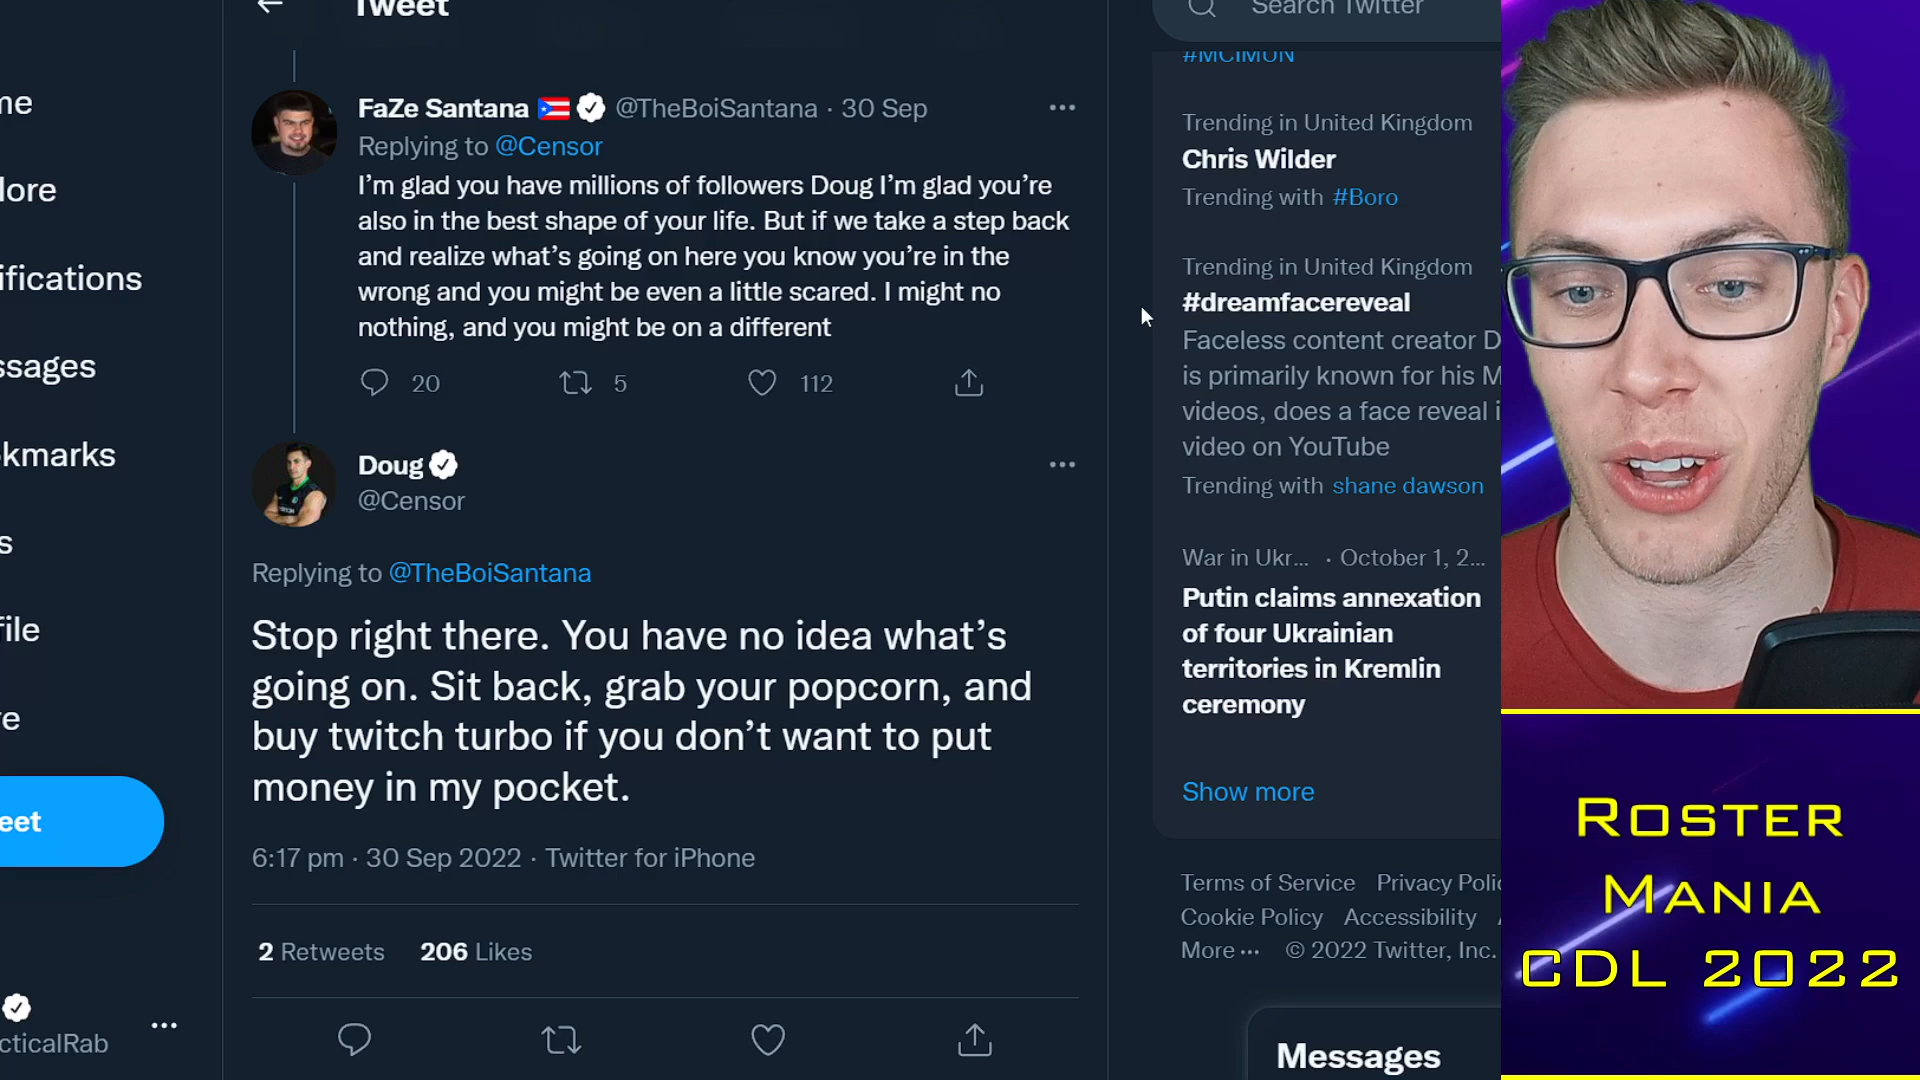 Tweet
Search Twitter
me
lore
ifications
ssages
kmarks
s
file
re
eet
cticalRab
FaZe Santana @TheBoiSantana · 30 Sep
Replying to @Censor
I'm glad you have millions of followers Doug I'm glad you're
also in the best shape of your life. But if we take a step back
and realize what's going on here you know you're in the
wrong and you might be even a little scared. I might no
nothing, and you might be on a different
20 5 112
Doug
@Censor
Replying to @TheBoiSantana
Stop right there. You have no idea what's
going on. Sit back, grab your popcorn, and
buy twitch turbo if you don't want to put
money in my pocket.
6:17 pm · 30 Sep 2022 · Twitter for iPhone
2 Retweets 206 Likes
#MCIMUN
Trending in United Kingdom
Chris Wilder
Trending with #Boro
Trending in United Kingdom
#dreamfacereveal
Faceless content creator D
is primarily known for his M
videos, does a face reveal i
video on YouTube
Trending with shane dawson
War in Ukr... · October 1, 2...
Putin claims annexation
of four Ukrainian
territories in Kremlin
ceremony
Show more
Terms of Service Privacy Polic
Cookie Policy Accessibility
More ··· © 2022 Twitter, Inc.
Messages
ROSTER
MANIA
CDL 2022